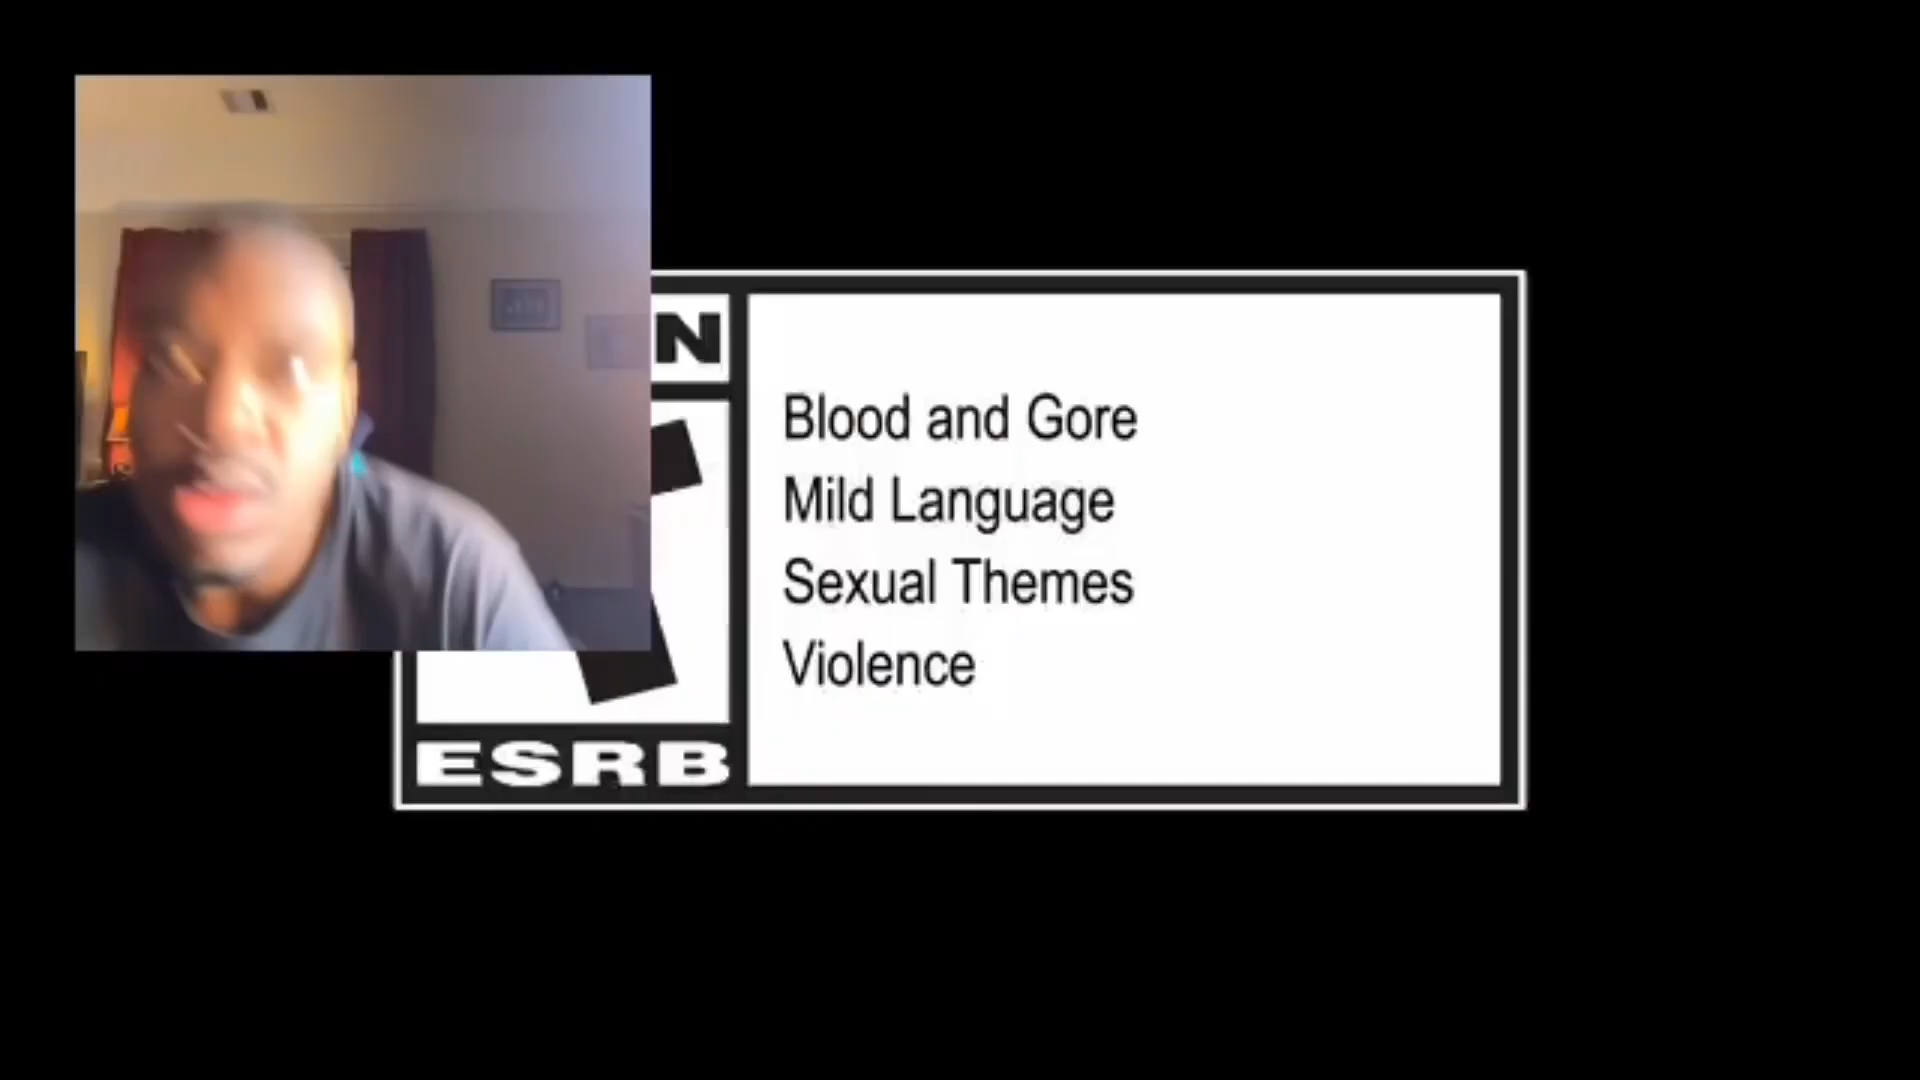 N
Blood and Gore
Mild Language
Sexual Themes
Violence
ESRB